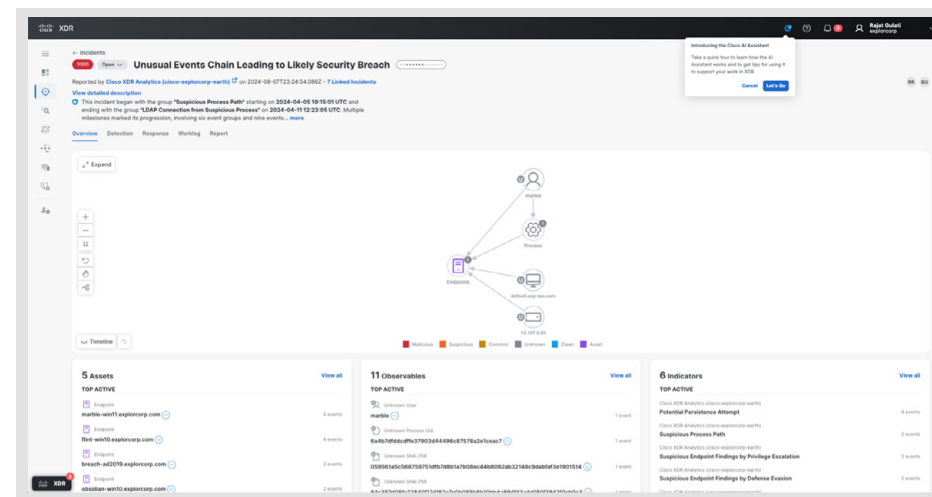 CISCO XDR
Rajat Gulati
explorcorp
← Incidents
1000 Open Unusual Events Chain Leading to Likely Security Breach
Reported by Cisco XDR Analytics (cisco-explorcorp-earth) on 2024-08-07T23:24:54.086Z - 7 Linked Incidents
View detailed description
This incident began with the group "Suspicious Process Path" starting on 2024-04-05 19:15:01 UTC and
ending with the group "LDAP Connection from Suspicious Process" on 2024-04-11 12:23:05 UTC. Multiple
milestones marked its progression, involving six event groups and nine events... more
Introducing the Cisco AI Assistant
Take a quick tour to learn how the AI
Assistant works and to get tips for using it
to support your work in XDR
Cancel Let's Go
Overview Detection Response Worklog Report
Expand
marble
Process
Endpoints
Timeline
Malicious Suspicious Common Unknown Clean Asset
5 Assets View all
TOP ACTIVE
Endpoint
marble-win11.explorcorp.com 4 events
Endpoint
flint-win10.explorcorp.com 4 events
Endpoint
breach-ad2019.explorcorp.com 2 events
Endpoint
obsidian-win10.explorcorp.com 2 events
11 Observables View all
TOP ACTIVE
Unknown User
marble 1 event
Unknown Process Uid
Unknown SHA-256
Unknown SHA-256
6 Indicators View all
TOP ACTIVE
Cisco XDR Analytics (cisco-explorcorp-earth)
Potential Persistence Attempt 4 events
Cisco XDR Analytics (cisco-explorcorp-earth)
Suspicious Process Path 2 events
Cisco XDR Analytics (cisco-explorcorp-earth)
Suspicious Endpoint Findings by Privilege Escalation 2 events
Cisco XDR Analytics (cisco-explorcorp-earth)
Suspicious Endpoint Findings by Defense Evasion 2 events
XDR